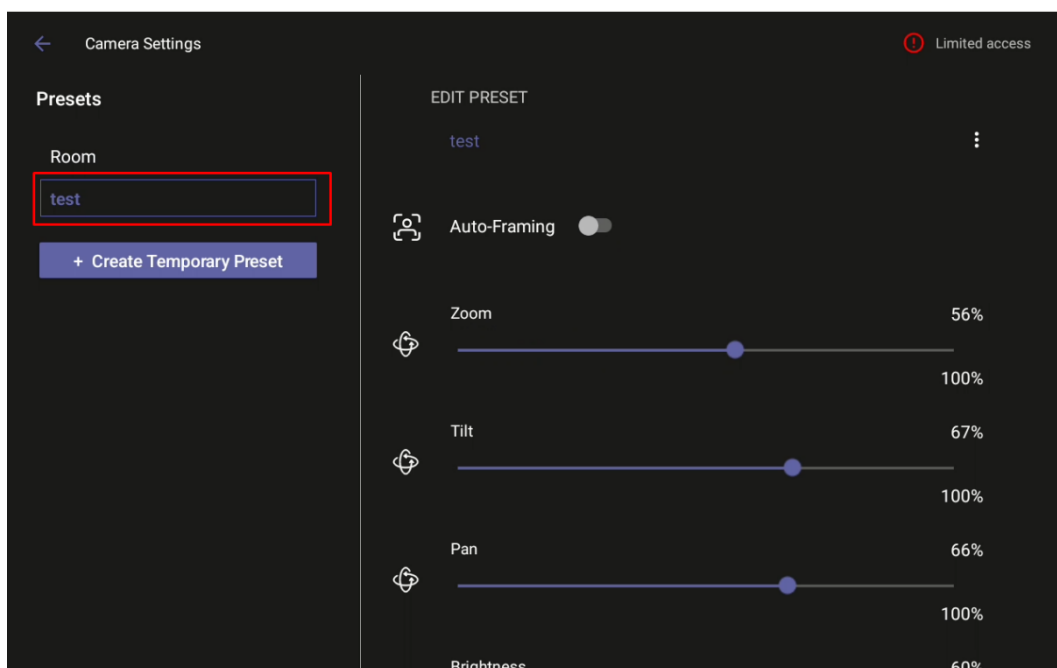 Camera Settings
Limited access
Presets
Room
test
+ Create Temporary Preset
EDIT PRESET
test
Auto-Framing
Zoom 56%
100%
Tilt 67%
100%
Pan 66%
100%
Brightness 60%